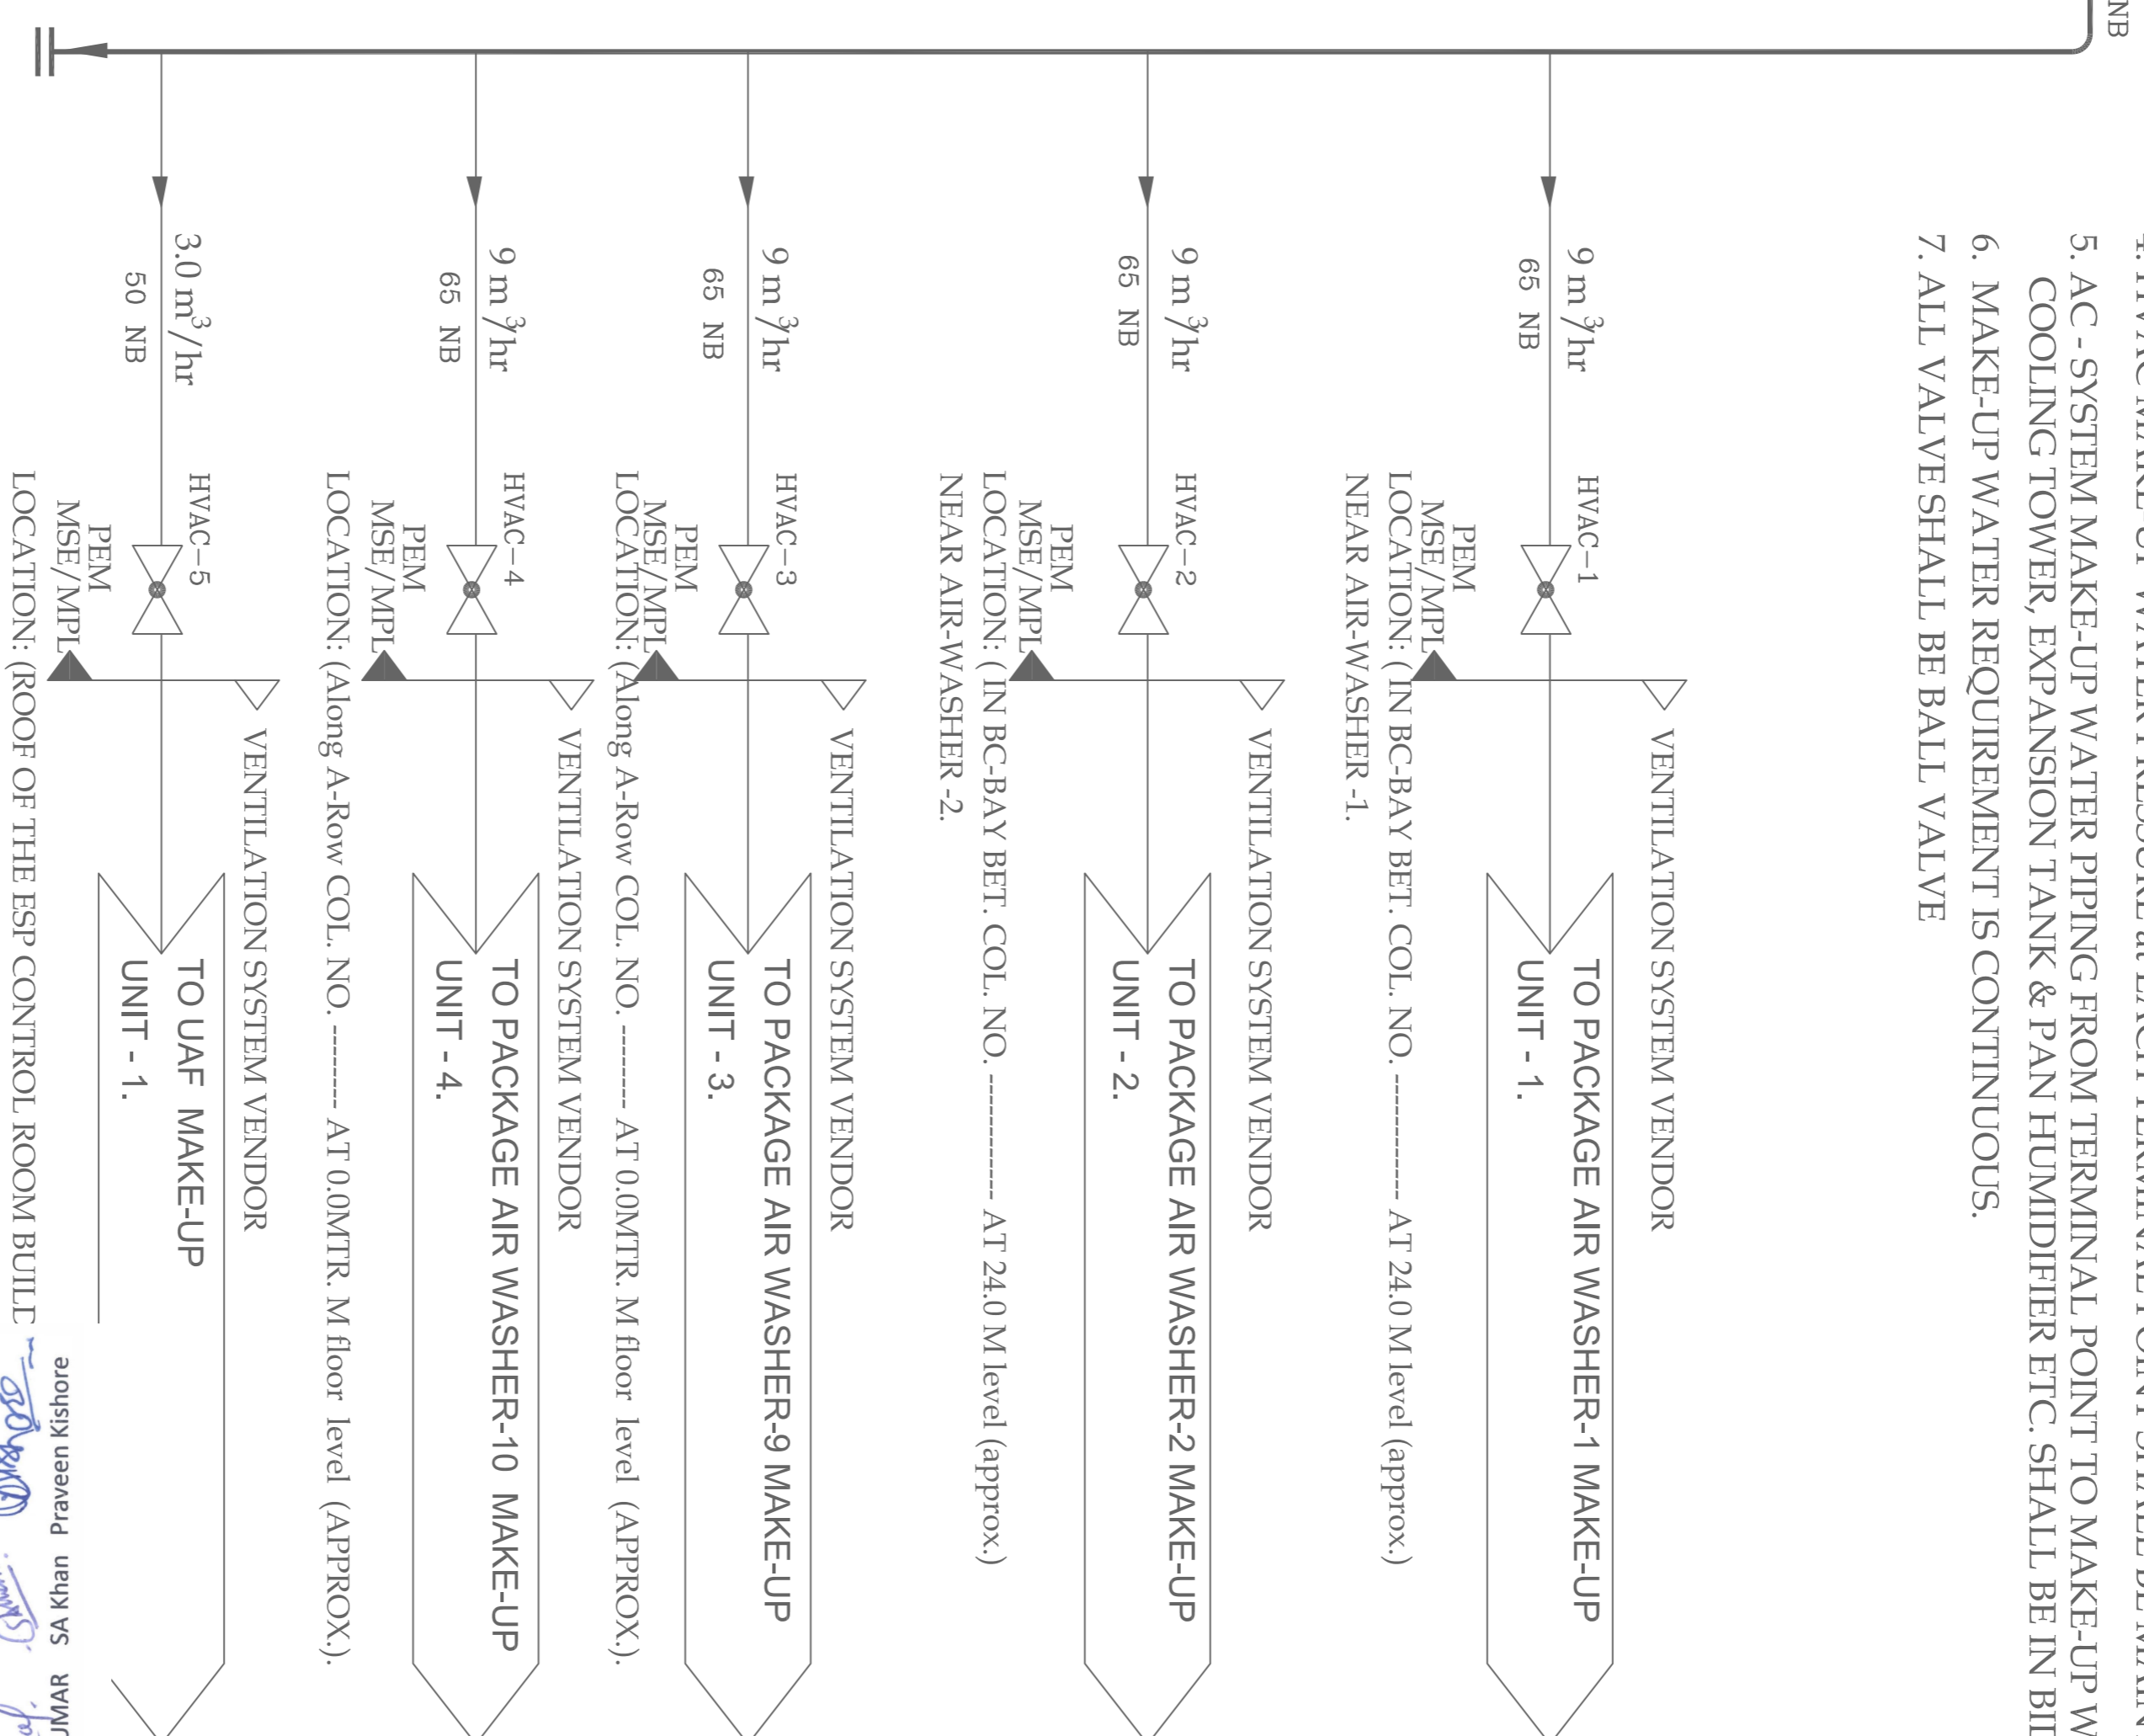 NB
5. AC - SYSTEM MAKE-UP WATER PIPING FROM TERMINAL POINT TO MAKE-UP
COOLING TOWER, EXPANSION TANK & PAN HUMIDIFIER ETC. SHALL BE IN
6. MAKE-UP WATER REQUIREMENT IS CONTINUOUS.
7. ALL VALVE SHALL BE BALL VALVE
VENTILATION SYSTEM VENDOR
9 m³/hr
65 NB
HVAC-1
TO PACKAGE AIR WASHER-1 MAKE-UP
UNIT - 1.
PEM
MSE/MPL
LOCATION: ( IN BC-BAY BET. COL. NO. ------------ AT 24.0 M level (approx.)
NEAR AIR-WASHER -1.
VENTILATION SYSTEM VENDOR
9 m³/hr
65 NB
HVAC-2
TO PACKAGE AIR WASHER-2 MAKE-UP
UNIT - 2.
PEM
MSE/MPL
LOCATION: ( IN BC-BAY BET. COL. NO. ------------ AT 24.0 M level (approx.)
NEAR AIR-WASHER -2.
VENTILATION SYSTEM VENDOR
9 m³/hr
65 NB
HVAC-3
TO PACKAGE AIR WASHER-9 MAKE-UP
UNIT - 3.
PEM
MSE/MPL
LOCATION: (Along A-Row COL. NO. -------- AT 0.0MTR. M floor level (APPROX.).
VENTILATION SYSTEM VENDOR
9 m³/hr
65 NB
HVAC-4
TO PACKAGE AIR WASHER-10 MAKE-UP
UNIT - 4.
PEM
MSE/MPL
LOCATION: (Along A-Row COL. NO. -------- AT 0.0MTR. M floor level (APPROX.).
VENTILATION SYSTEM VENDOR
3.0 m³/hr
50 NB
HVAC-5
TO UAF MAKE-UP
UNIT - 1.
PEM
MSE/MPL
LOCATION: (ROOF OF THE ESP CONTROL ROOM BUILD
UMAR SA Khan Praveen Kishore